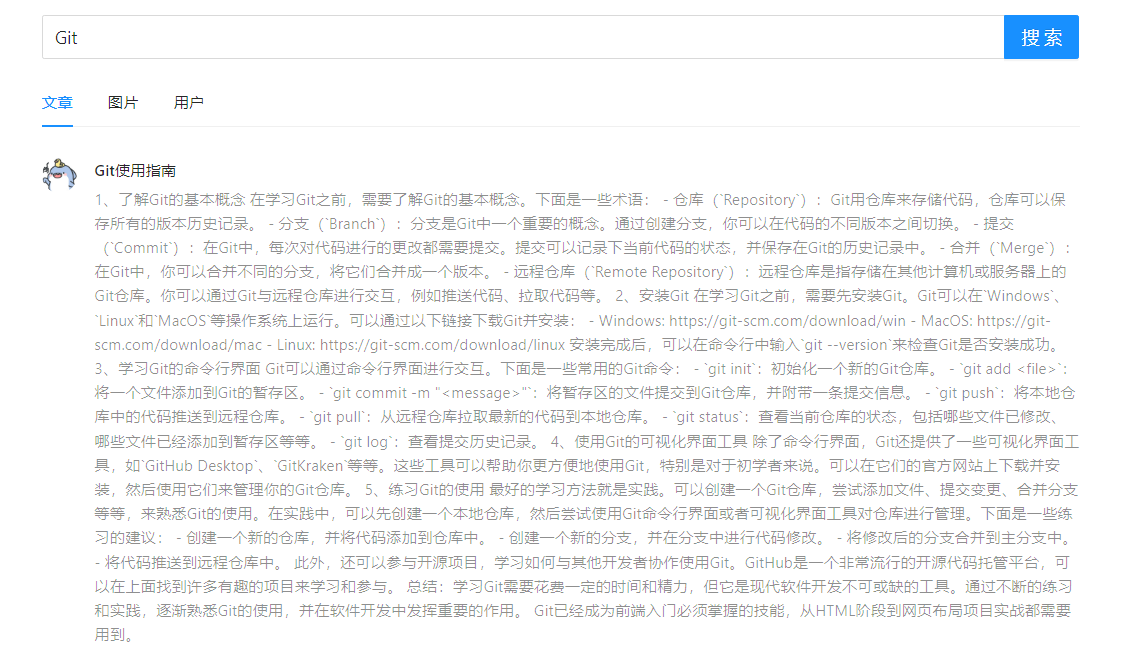 Git
搜 索
文章
图片
用户
Git使用指南
1、了解Git的基本概念 在学习Git之前，需要了解Git的基本概念。下面是一些术语： - 仓库（`Repository`）：Git用仓库来存储代码，仓库可以保
存所有的版本历史记录。 - 分支（`Branch`）：分支是Git中一个重要的概念。通过创建分支，你可以在代码的不同版本之间切换。 - 提交
（`Commit`）：在Git中，每次对代码进行的更改都需要提交。提交可以记录下当前代码的状态，并保存在Git的历史记录中。 - 合并（`Merge`）：
在Git中，你可以合并不同的分支，将它们合并成一个版本。 - 远程仓库（`Remote Repository`）：远程仓库是指存储在其他计算机或服务器上的
Git仓库。你可以通过Git与远程仓库进行交互，例如推送代码、拉取代码等。 2、安装Git 在学习Git之前，需要先安装Git。Git可以在`Windows`、
`Linux`和`MacOS`等操作系统上运行。可以通过以下链接下载Git并安装： - Windows: https://git-scm.com/download/win - MacOS: https://git-
scm.com/download/mac - Linux: https://git-scm.com/download/linux 安装完成后，可以在命令行中输入`git --version`来检查Git是否安装成功。
3、学习Git的命令行界面 Git可以通过命令行界面进行交互。下面是一些常用的Git命令： - `git init`：初始化一个新的Git仓库。 - `git add <file>`：
将一个文件添加到Git的暂存区。 - `git commit -m "<message>"`：将暂存区的文件提交到Git仓库，并附带一条提交信息。 - `git push`：将本地仓
库中的代码推送到远程仓库。 - `git pull`：从远程仓库拉取最新的代码到本地仓库。 - `git status`：查看当前仓库的状态，包括哪些文件已修改、
哪些文件已经添加到暂存区等等。 - `git log`：查看提交历史记录。 4、使用Git的可视化界面工具 除了命令行界面，Git还提供了一些可视化界面工
具，如`GitHub Desktop`、`GitKraken`等等。这些工具可以帮助你更方便地使用Git，特别是对于初学者来说。可以在它们的官方网站上下载并安
装，然后使用它们来管理你的Git仓库。 5、练习Git的使用 最好的学习方法就是实践。可以创建一个Git仓库，尝试添加文件、提交变更、合并分支
等等，来熟悉Git的使用。在实践中，可以先创建一个本地仓库，然后尝试使用Git命令行界面或者可视化界面工具对仓库进行管理。下面是一些练
习的建议： - 创建一个新的仓库，并将代码添加到仓库中。 - 创建一个新的分支，并在分支中进行代码修改。 - 将修改后的分支合并到主分支中。
- 将代码推送到远程仓库中。 此外，还可以参与开源项目，学习如何与其他开发者协作使用Git。GitHub是一个非常流行的开源代码托管平台，可
以在上面找到许多有趣的项目来学习和参与。 总结：学习Git需要花费一定的时间和精力，但它是现代软件开发不可或缺的工具。通过不断的练习
和实践，逐渐熟悉Git的使用，并在软件开发中发挥重要的作用。 Git已经成为前端入门必须掌握的技能，从HTML阶段到网页布局项目实战都需要
用到。